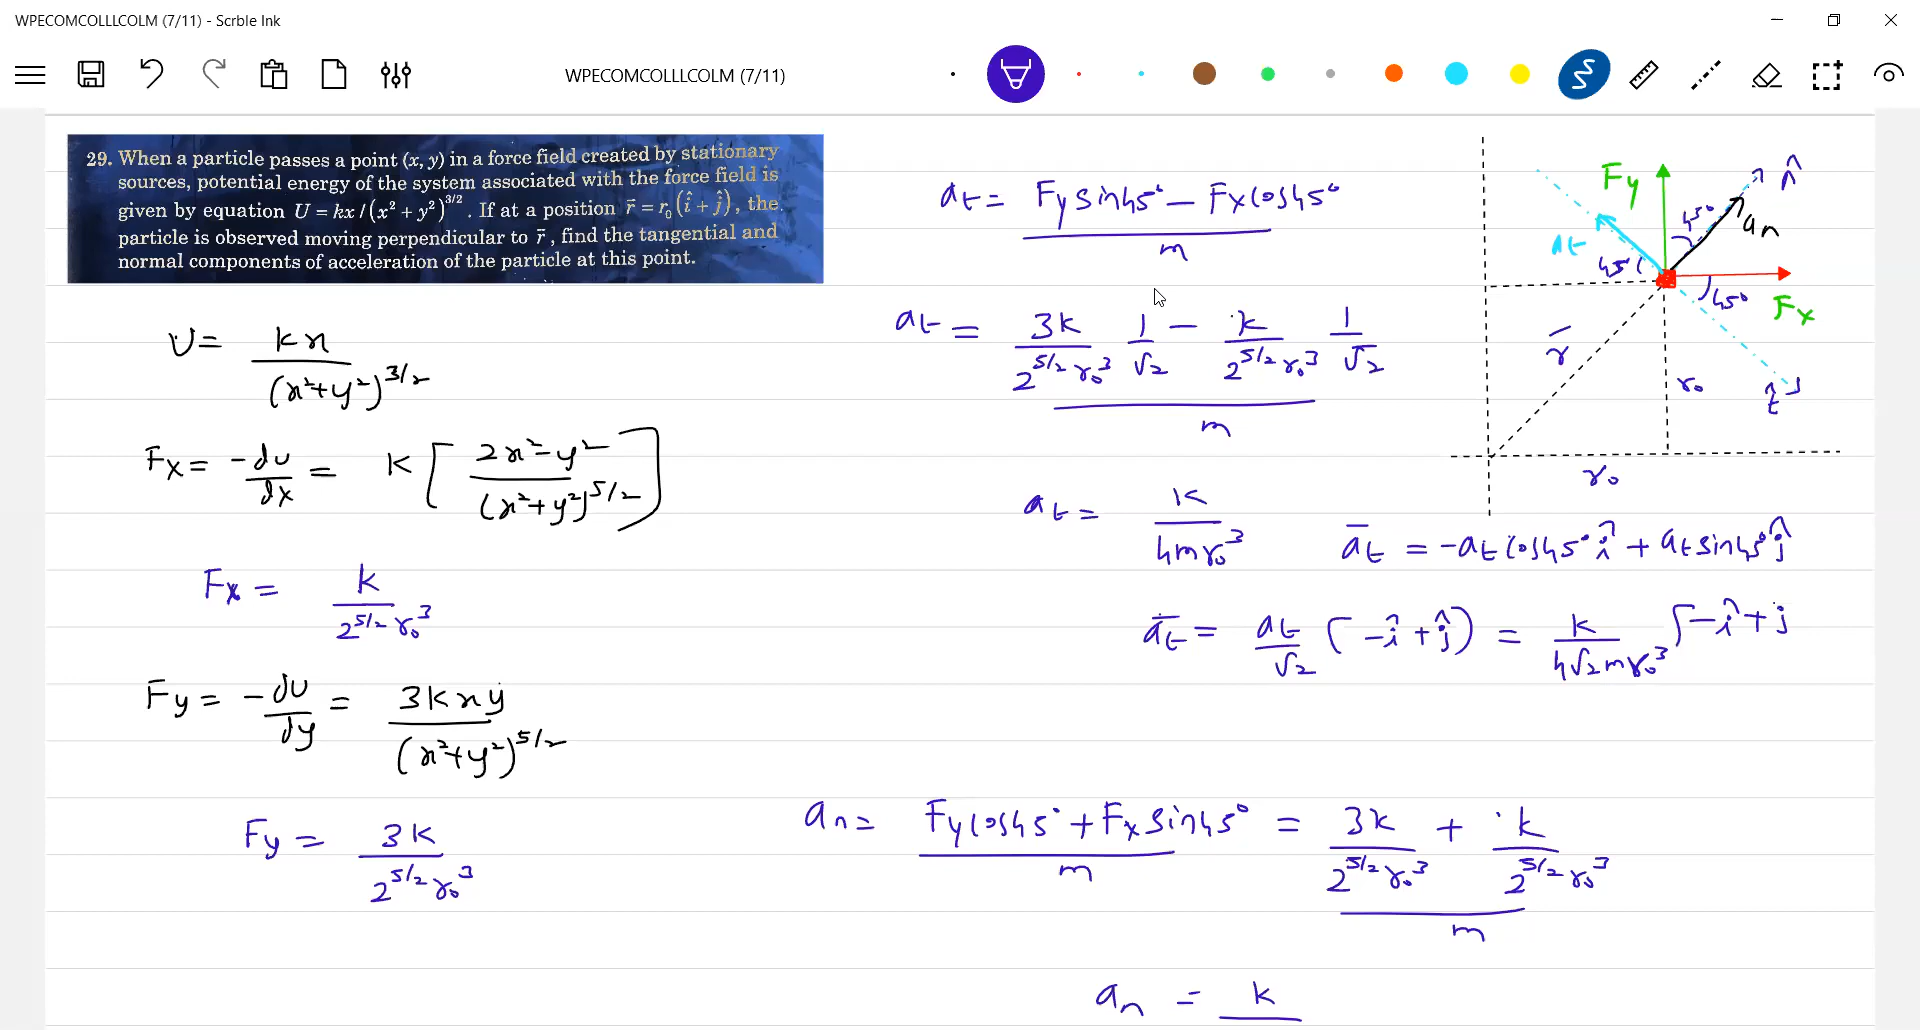 WPECOMCOLLLCOLM (7/11) - Scrble Ink
WPECOMCOLLLCOLM (7/11)
29. When a particle passes a point (x, y) in a force field created by stationary
sources, potential energy of the system associated with the force field is
given by equation U = kx / (x² + y²)^3/2. If at a position r̄ = r₀(î + ĵ), the
particle is observed moving perpendicular to r̄, find the tangential and
normal components of acceleration of the particle at this point.
U = kx / (x²+y²)^3/2
Fx = -du/dx = K [ 2x²-y² / (x²+y²)^5/2 ]
Fx = k / 2^5/2 r₀³
Fy = -du/dy = 3kxy / (x²+y²)^5/2
Fy = 3k / 2^5/2 r₀³
at = Fy sin45° - Fx cos45° / m
at = 3k / 2^5/2 r₀³ 1/√2 - k / 2^5/2 r₀³ 1/√2 / m
at = k / 4mr₀³
āt = -at cos45° î + at sin45° ĵ
āt = at/√2 (-î + ĵ) = k / 4√2 m r₀³ [-î + j
an = Fy cos45° + Fx sin45° / m = 3k / 2^5/2 r₀³ + k / 2^5/2 r₀³ / m
an = k
Fy
n̂
45°
an
at
45°
45°
Fx
r̄
r₀
t̂
r₀